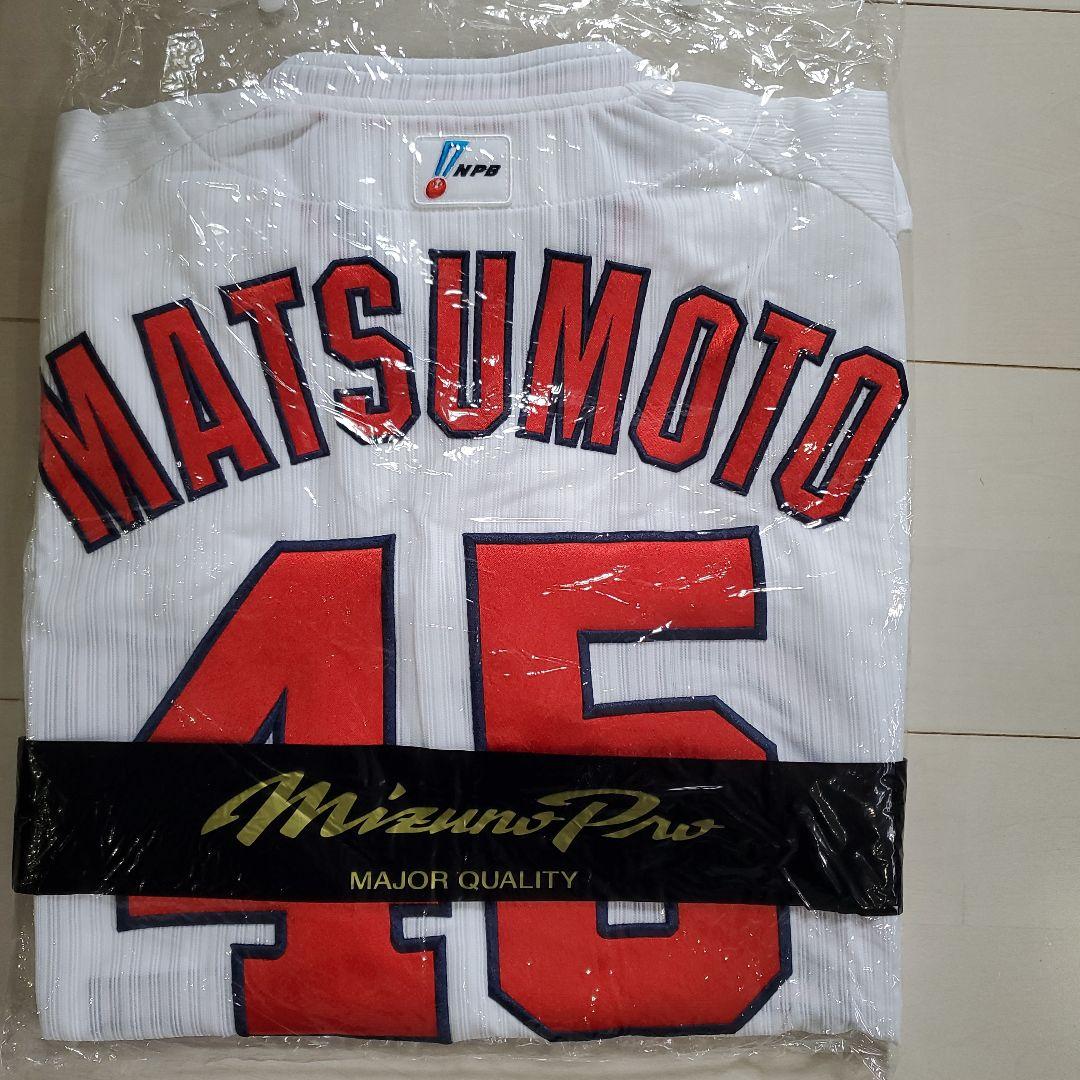 NPB
MATSUMOTO
45
Mizuno Pro
MAJOR QUALITY